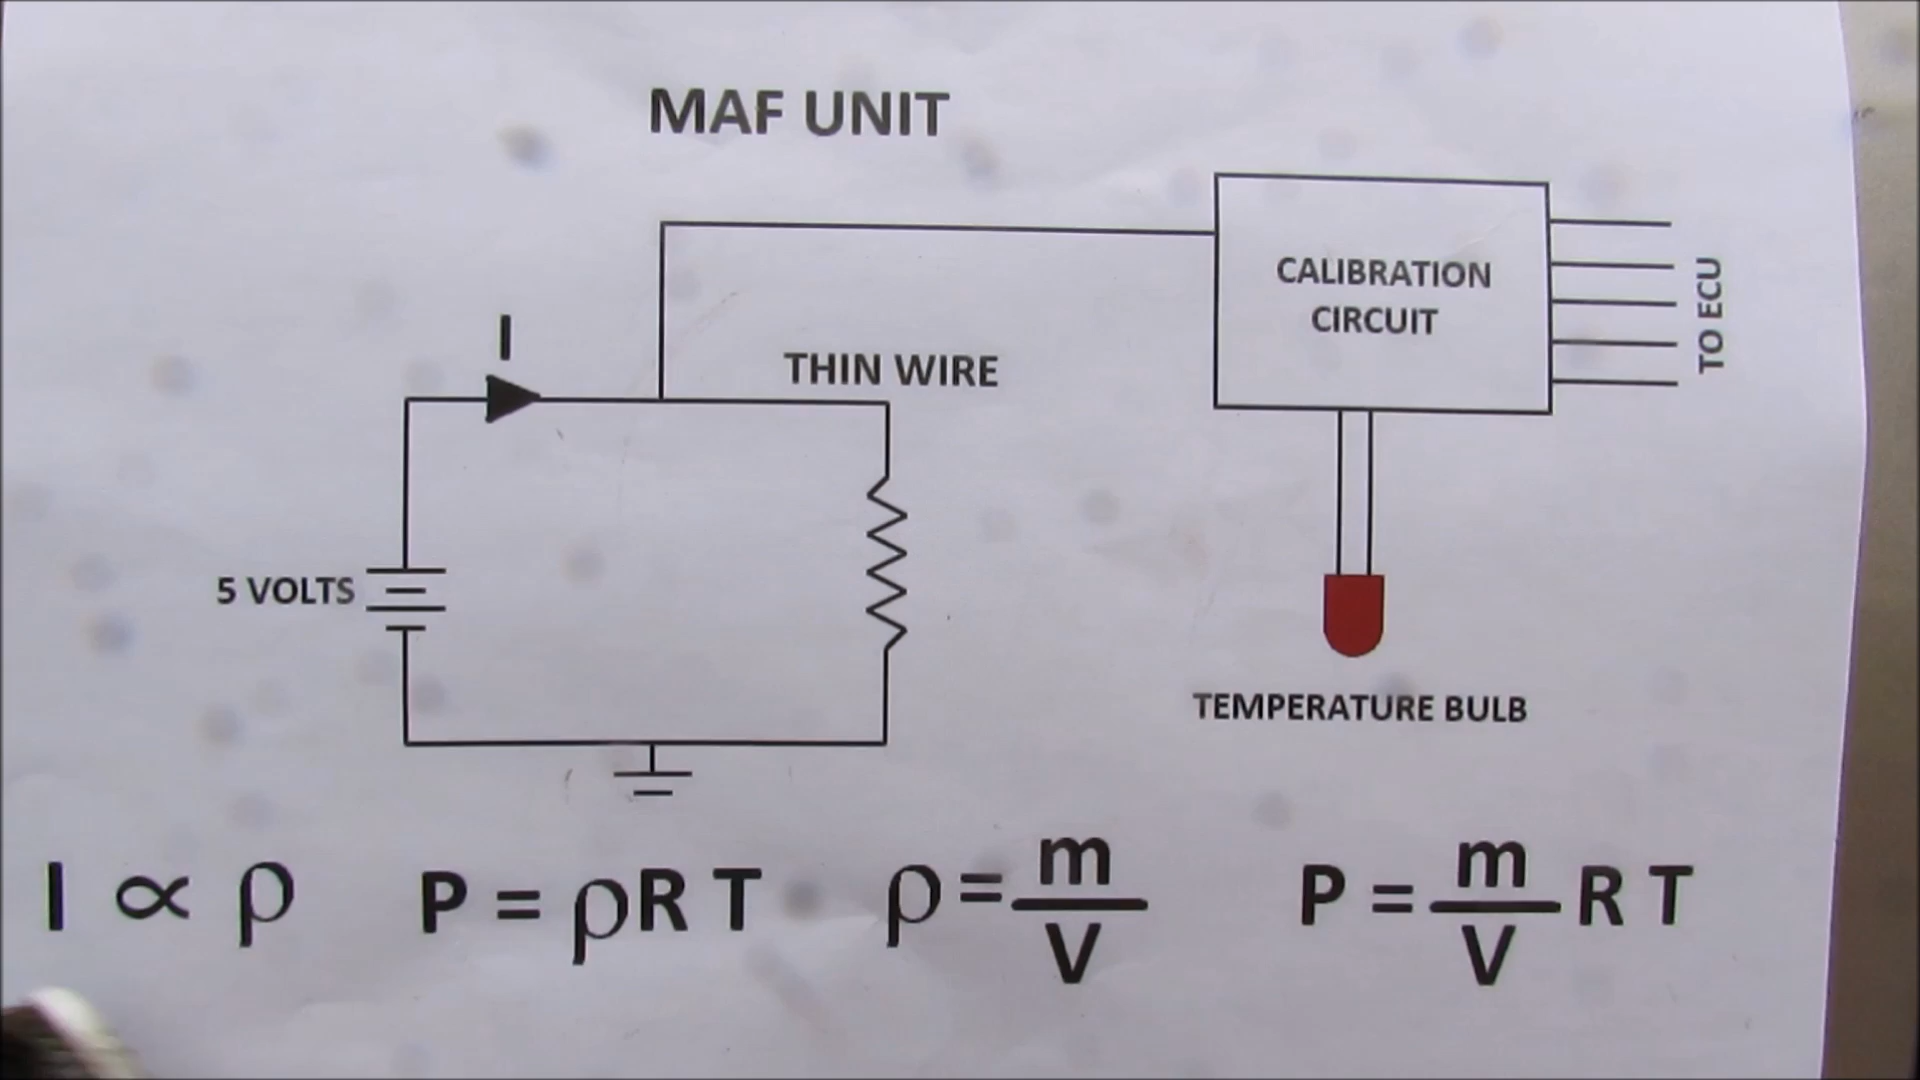 MAF UNIT
CALIBRATION
CIRCUIT
TO ECU
I
THIN WIRE
5 VOLTS
TEMPERATURE BULB
I ∝ ρ
P = ρR T
ρ = m/V
P = m/V R T